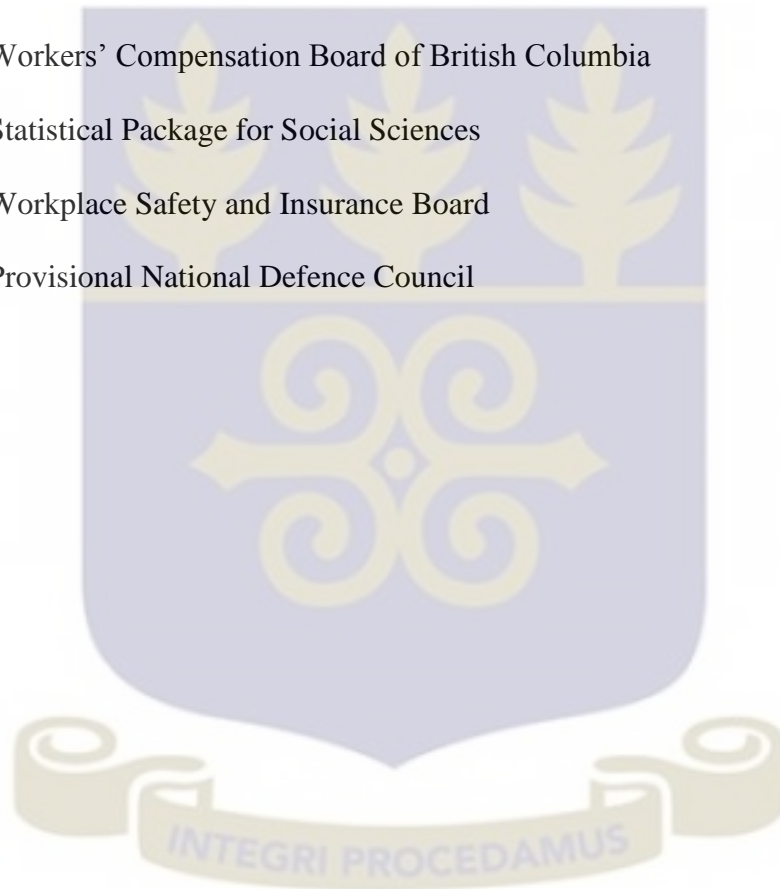 Workers’ Compensation Board of British Columbia
Statistical Package for Social Sciences
Workplace Safety and Insurance Board
Provisional National Defence Council
INTEGRI PROCEDAMUS